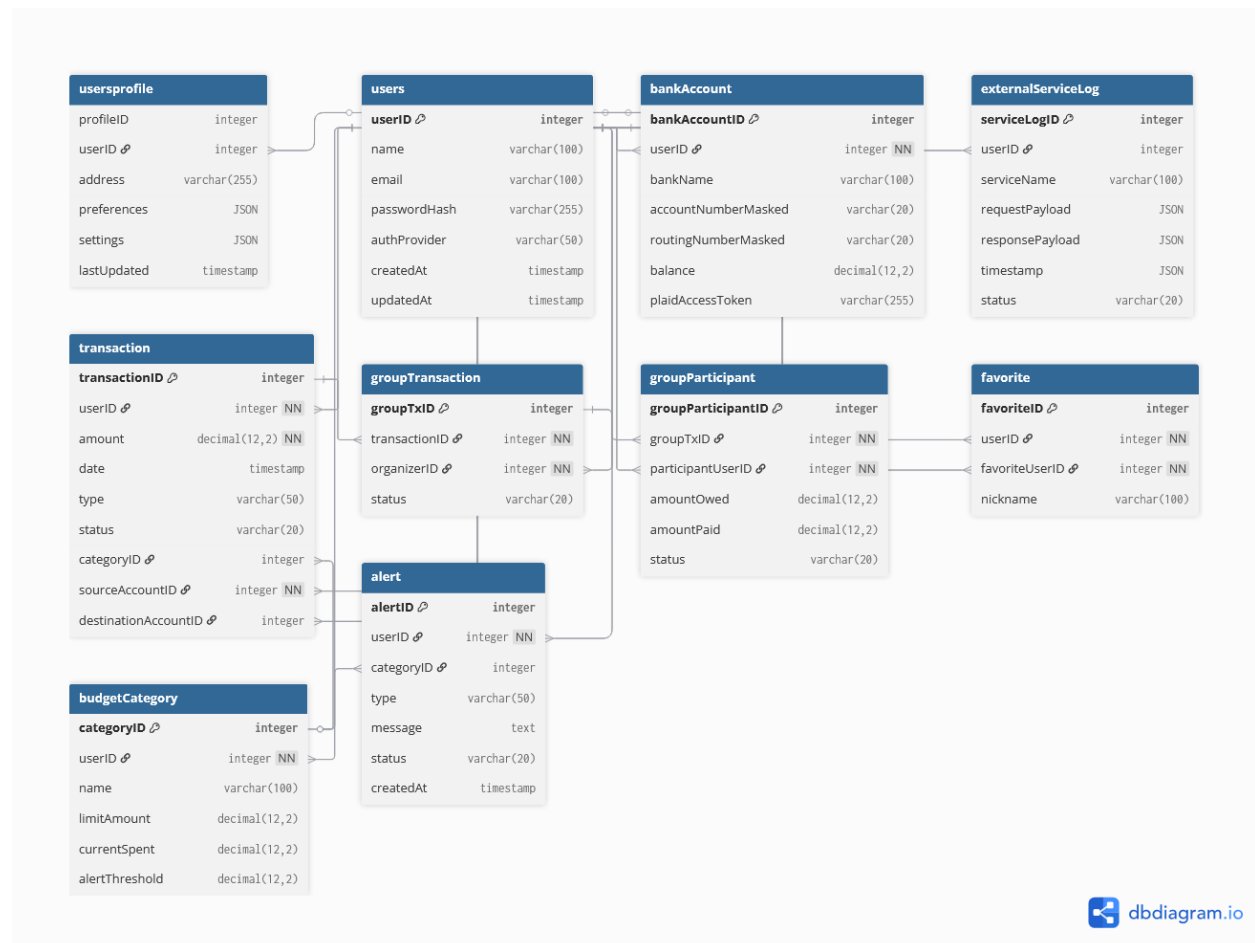 usersprofile
profileID integer
userID integer
address varchar(255)
preferences JSON
settings JSON
lastUpdated timestamp
users
userID integer
name varchar(100)
email varchar(100)
passwordHash varchar(255)
authProvider varchar(50)
createdAt timestamp
updatedAt timestamp
bankAccount
bankAccountID integer
userID integer NN
bankName varchar(100)
accountNumberMasked varchar(20)
routingNumberMasked varchar(20)
balance decimal(12,2)
plaidAccessToken varchar(255)
externalServiceLog
serviceLogID integer
userID integer
serviceName varchar(100)
requestPayload JSON
responsePayload JSON
timestamp JSON
status varchar(20)
transaction
transactionID integer
userID integer NN
amount decimal(12,2) NN
date timestamp
type varchar(50)
status varchar(20)
categoryID integer
sourceAccountID integer NN
destinationAccountID integer
groupTransaction
groupTxID integer
transactionID integer NN
organizerID integer NN
status varchar(20)
groupParticipant
groupParticipantID integer
groupTxID integer NN
participantUserID integer NN
amountOwed decimal(12,2)
amountPaid decimal(12,2)
status varchar(20)
favorite
favoriteID integer
userID integer NN
favoriteUserID integer NN
nickname varchar(100)
alert
alertID integer
userID integer NN
categoryID integer
type varchar(50)
message text
status varchar(20)
createdAt timestamp
budgetCategory
categoryID integer
userID integer NN
name varchar(100)
limitAmount decimal(12,2)
currentSpent decimal(12,2)
alertThreshold decimal(12,2)
dbdiagram.io